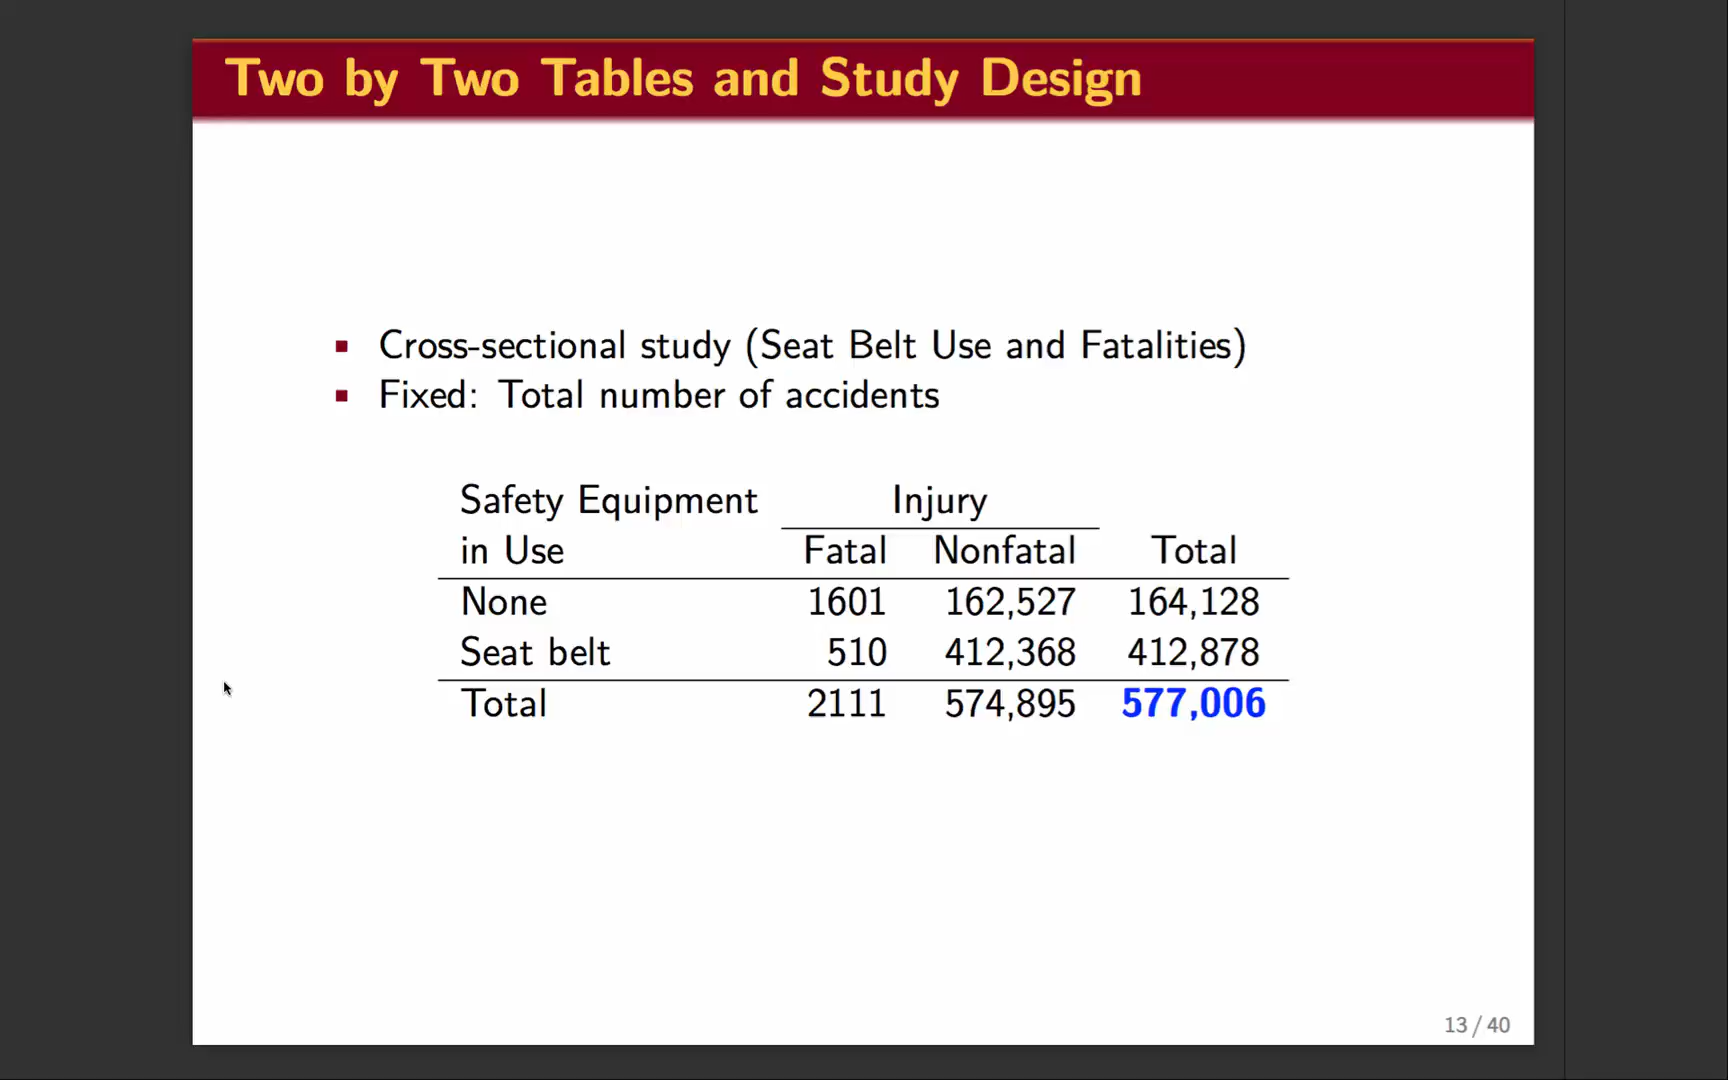 Two by Two Tables and Study Design
Cross-sectional study (Seat Belt Use and Fatalities)
Fixed: Total number of accidents
Safety Equipment Injury
in Use Fatal Nonfatal Total
None 1601 162,527 164,128
Seat belt 510 412,368 412,878
Total 2111 574,895 577,006
13 / 40